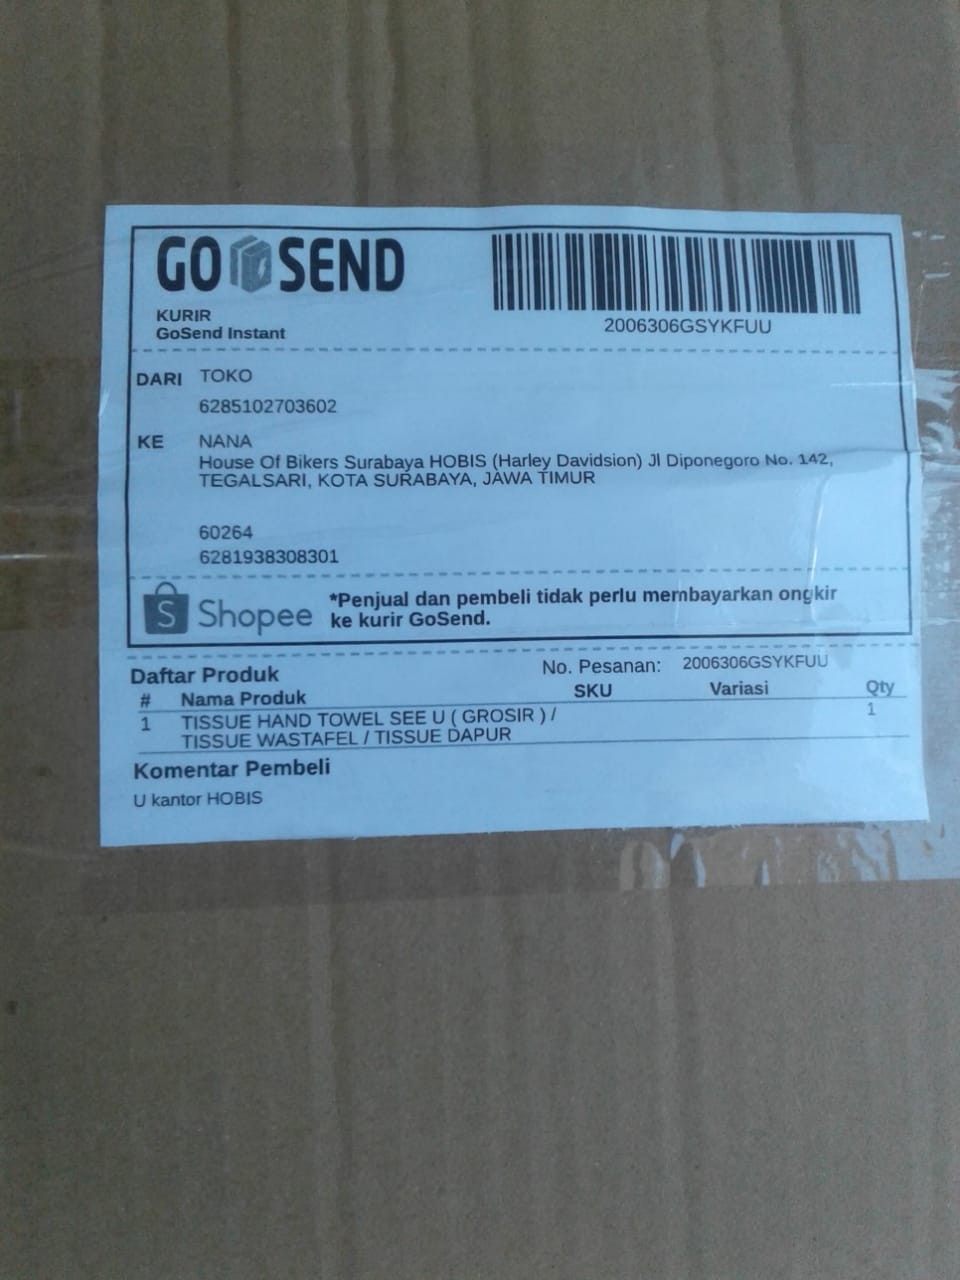 GO SEND
KURIR
GoSend Instant
2006306GSYKFUU
DARI TOKO
6285102703602
KE NANA
House Of Bikers Surabaya HOBIS (Harley Davidsion) Jl Diponegoro No. 142,
TEGALSARI, KOTA SURABAYA, JAWA TIMUR
60264
6281938308301
S Shopee *Penjual dan pembeli tidak perlu membayarkan ongkir
ke kurir GoSend.
Daftar Produk No. Pesanan: 2006306GSYKFUU
# Nama Produk SKU Variasi Qty
1 TISSUE HAND TOWEL SEE U ( GROSIR ) / 1
TISSUE WASTAFEL / TISSUE DAPUR
Komentar Pembeli
U kantor HOBIS